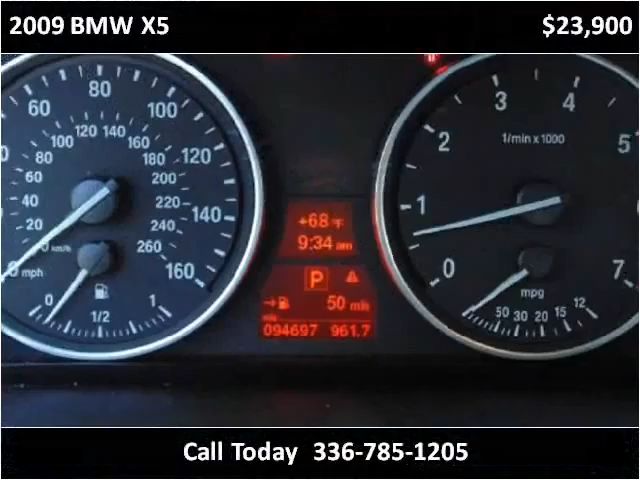 2009 BMW X5 $23,900
60 80 100 120 140 160
20 40 60 80 100 120 140 160 180 200 220 240 260
km/h
mph
0 1/2 1
+68 °F
9:34 am
P
50 mls
mls
094697 961.7
0 1 2 3 4 5 7
1/min x 1000
mpg
50 30 20 15 12
Call Today 336-785-1205